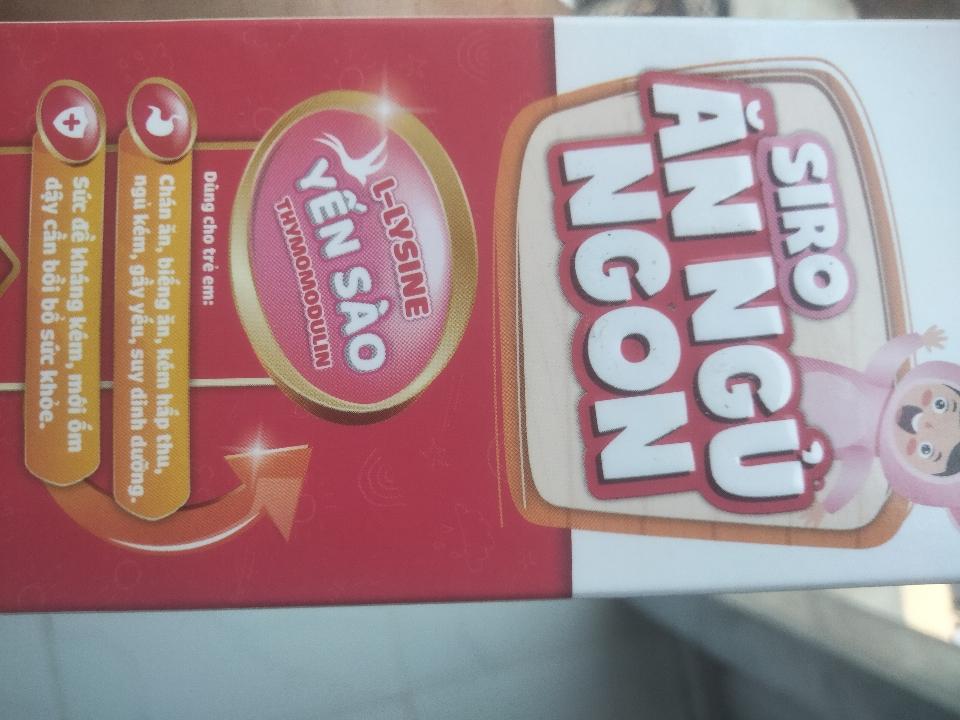 SIRO
ĂN NGỦ
NGON
L-LYSINE
YẾN SÀO
THYMOMODULIN
Dùng cho trẻ em:
Chán ăn, biếng ăn, kém hấp thu,
ngủ kém, gầy yếu, suy dinh dưỡng.
Sức đề kháng kém, mới ốm
dậy cần bồi bổ sức khỏe.